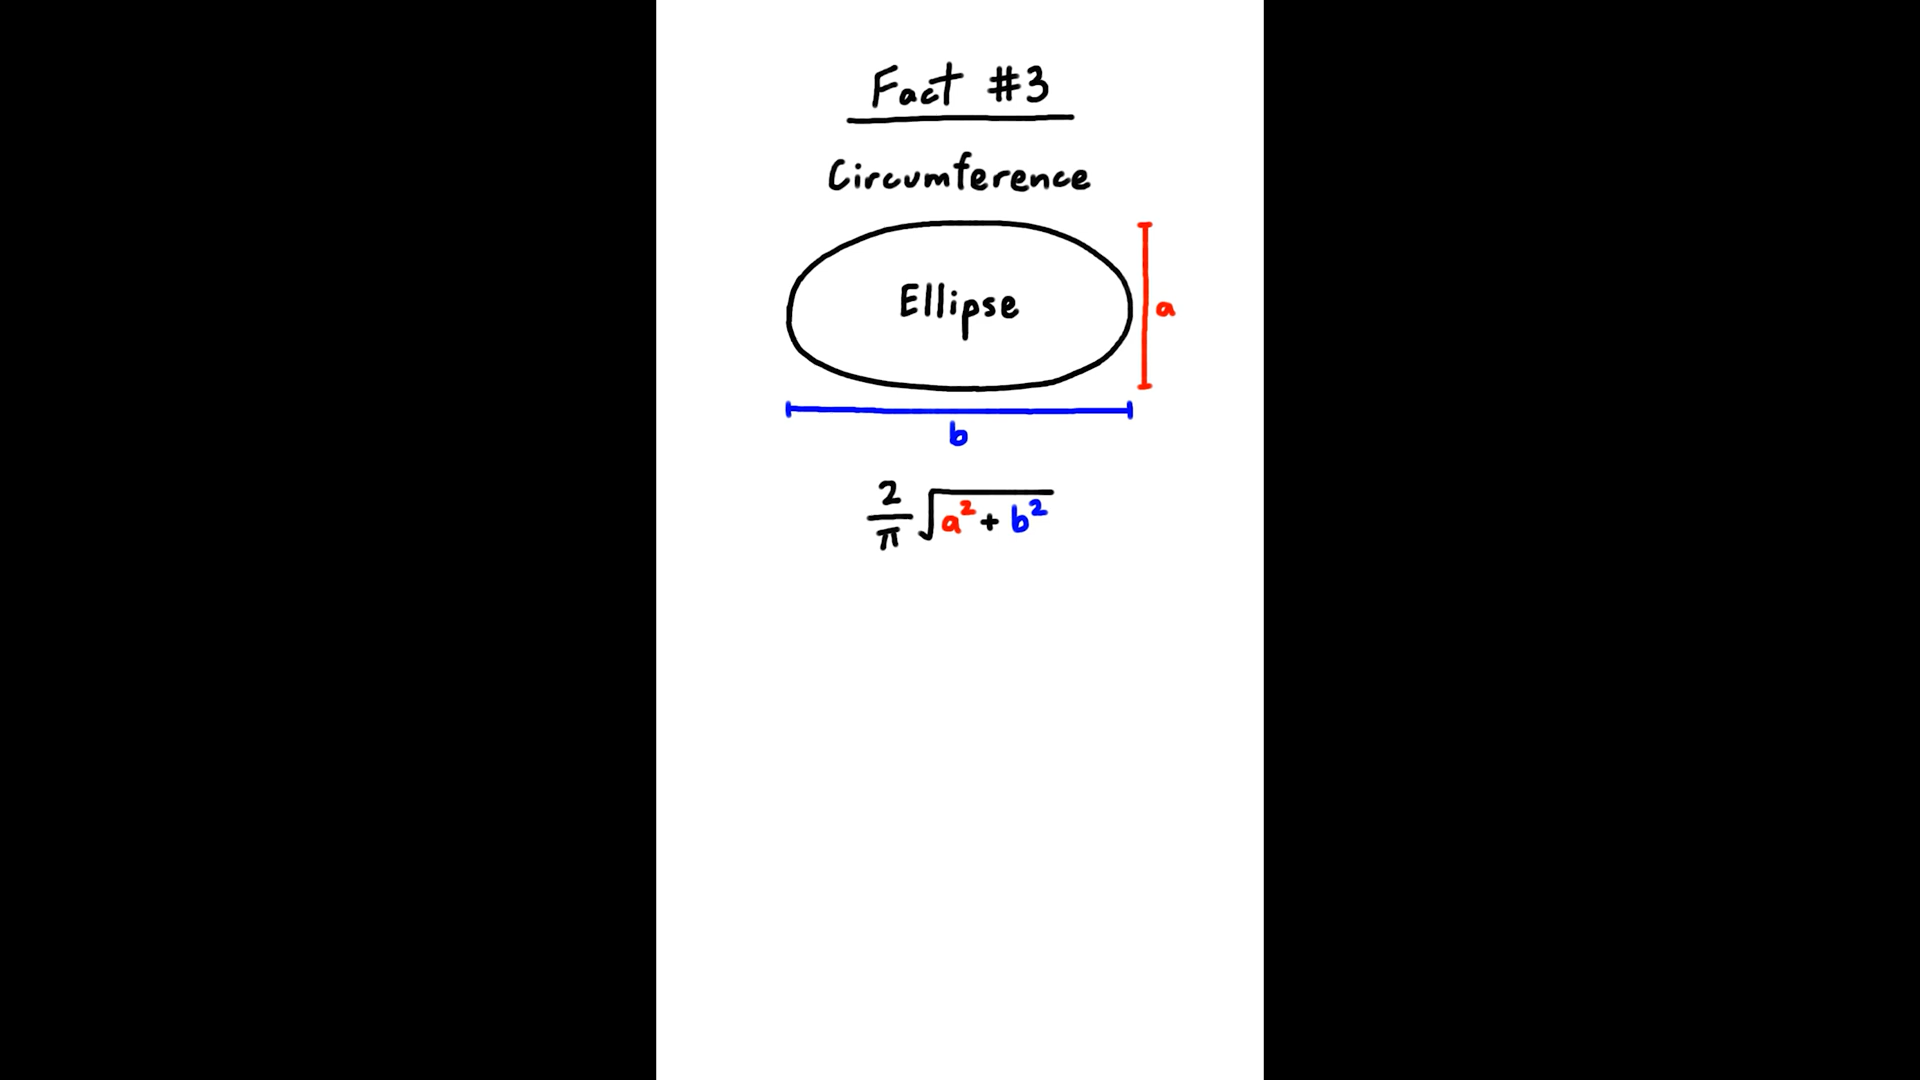 Fact #3
Circumference
Ellipse
a
b
2/π √(a² + b²)